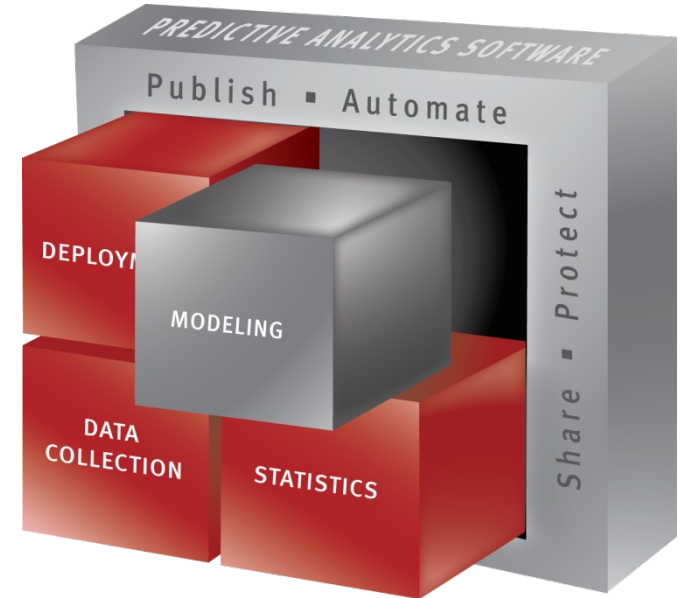 PREDICTIVE ANALYTICS SOFTWARE
Publish ▪ Automate
Share ▪ Protect
DEPLOYM
MODELING
DATA
COLLECTION
STATISTICS